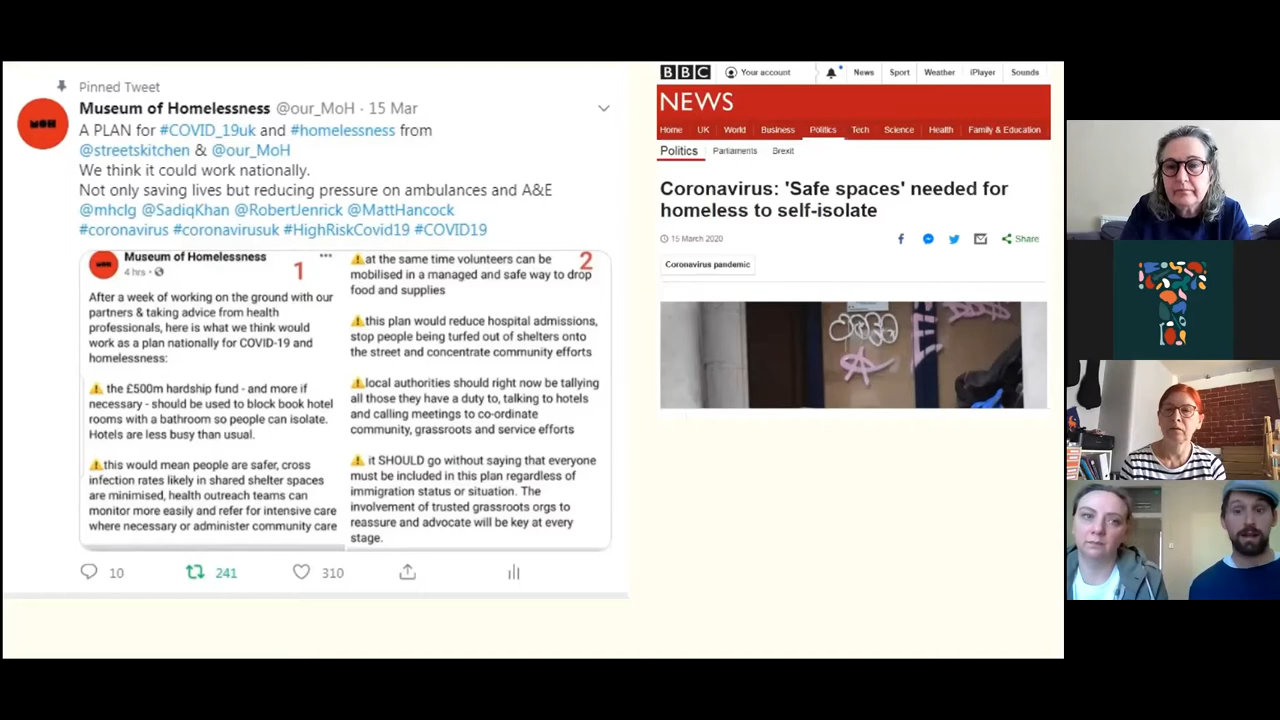 Pinned Tweet
Museum of Homelessness @our_MoH · 15 Mar
A PLAN for #COVID_19uk and #homelessness from
@streetskitchen & @our_MoH
We think it could work nationally.
Not only saving lives but reducing pressure on ambulances and A&E
@mhclg @SadiqKhan @RobertJenrick @MattHancock
#coronavirus #coronavirusuk #HighRiskCovid19 #COVID19
MOH
Museum of Homelessness
4 hrs ·
1
After a week of working on the ground with our
partners & taking advice from health
professionals, here is what we think would
work as a plan nationally for COVID-19 and
homelessness:
the £500m hardship fund - and more if
necessary - should be used to block book hotel
rooms with a bathroom so people can isolate.
Hotels are less busy than usual.
this would mean people are safer, cross
infection rates likely in shared shelter spaces
are minimised, health outreach teams can
monitor more easily and refer for intensive care
where necessary or administer community care
2
at the same time volunteers can be
mobilised in a managed and safe way to drop
food and supplies
this plan would reduce hospital admissions,
stop people being turfed out of shelters onto
the street and concentrate community efforts
local authorities should right now be tallying
all those they have a duty to, talking to hotels
and calling meetings to co-ordinate
community, grassroots and service efforts
it SHOULD go without saying that everyone
must be included in this plan regardless of
immigration status or situation. The
involvement of trusted grassroots orgs to
reassure and advocate will be key at every
stage.
10 241 310
BBC Your account News Sport Weather iPlayer Sounds
NEWS
Home UK World Business Politics Tech Science Health Family & Education
Politics Parliaments Brexit
Coronavirus: 'Safe spaces' needed for
homeless to self-isolate
15 March 2020
Share
Coronavirus pandemic